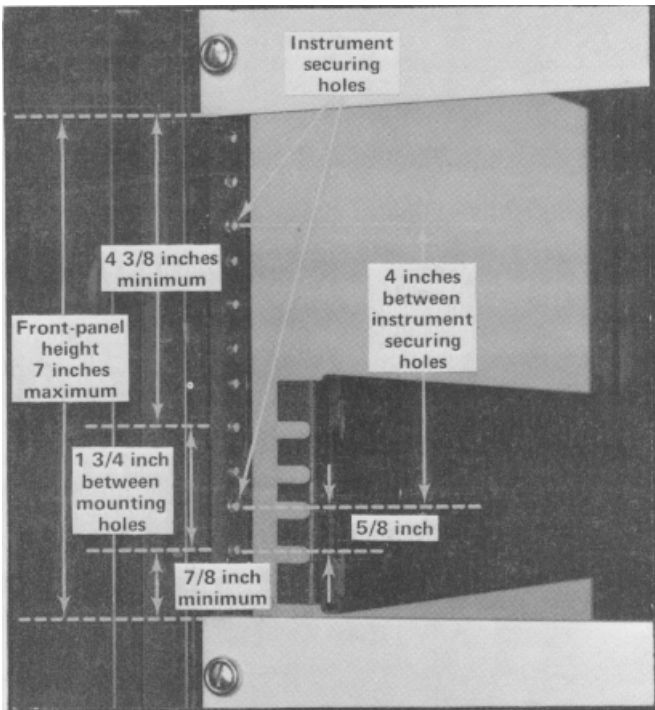 Instrument
securing
holes
4 3/8 inches
minimum
4 inches
between
instrument
securing
holes
Front-panel
height
7 inches
maximum
1 3/4 inch
between
mounting
holes
5/8 inch
7/8 inch
minimum